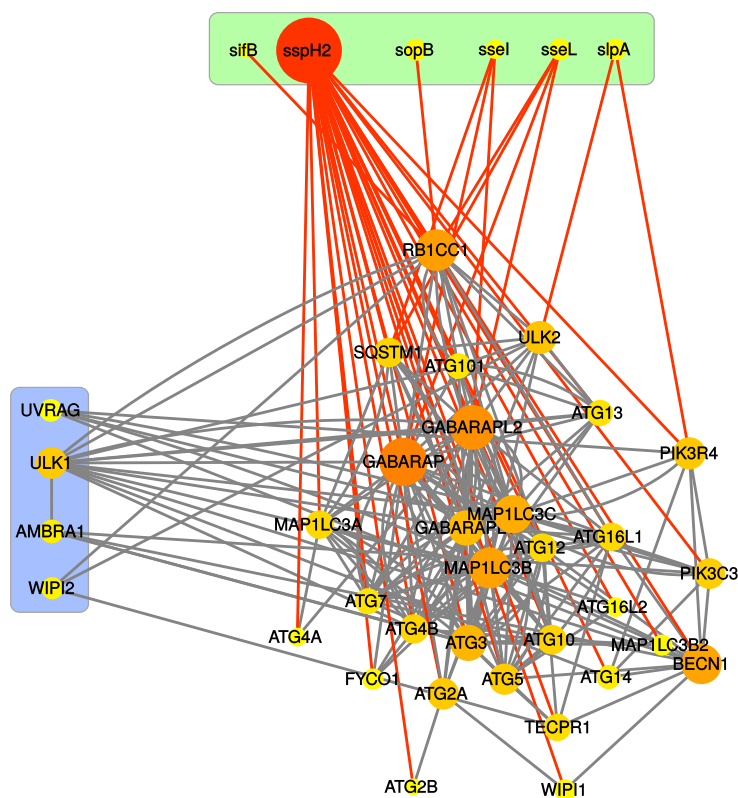 sifB
sspH2
sopB
sseI
sseL
slpA
RB1CC1
ULK2
SQSTM1
ATG101
UVRAG
ATG13
GABARAPL2
PIK3R4
ULK1
GABARAP
MAP1LC3C
MAP1LC3A
GABARAPL
AMBRA1
ATG16L1
ATG12
MAP1LC3B
PIK3C3
WIPI2
ATG7
ATG16L2
ATG4A
ATG4B
ATG3
ATG10
MAP1LC3B2
BECN1
FYCO1
ATG5
ATG14
ATG2A
TECPR1
ATG2B
WIPI1